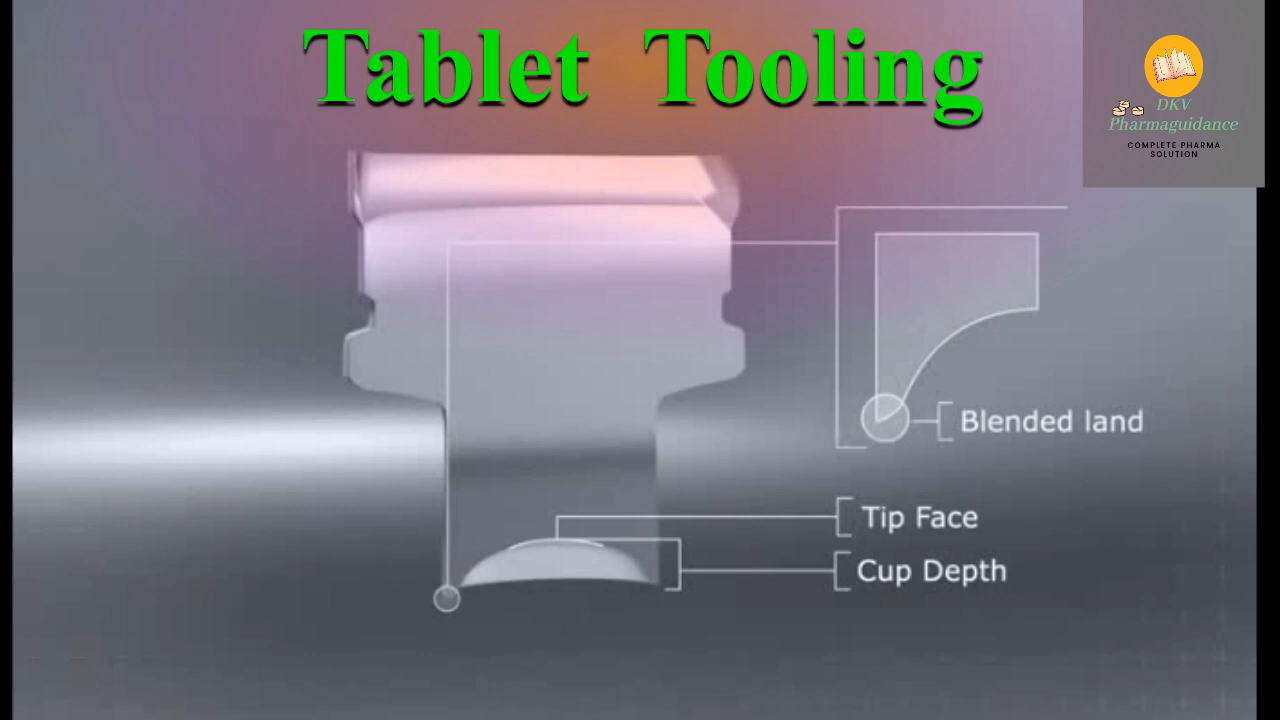 Tablet Tooling
DKV
Pharmaguidance
COMPLETE PHARMA
SOLUTION
Blended land
Tip Face
Cup Depth